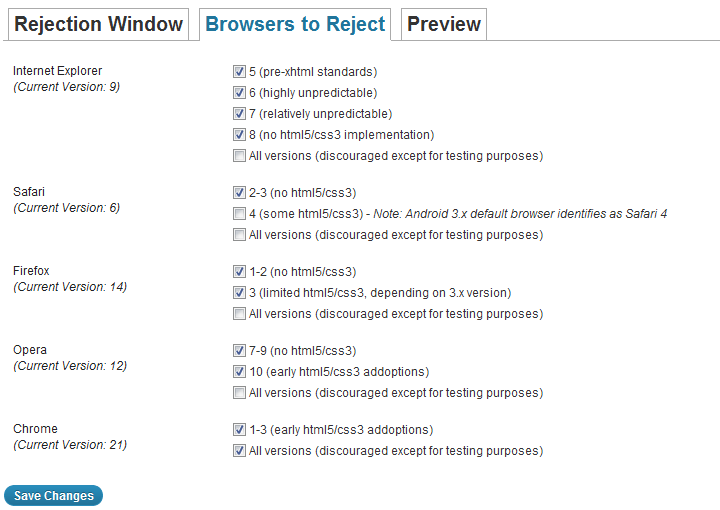 Rejection Window Browsers to Reject Preview
Internet Explorer
(Current Version: 9)
5 (pre-xhtml standards)
6 (highly unpredictable)
7 (relatively unpredictable)
8 (no html5/css3 implementation)
All versions (discouraged except for testing purposes)
Safari
(Current Version: 6)
2-3 (no html5/css3)
4 (some html5/css3) - Note: Android 3.x default browser identifies as Safari 4
All versions (discouraged except for testing purposes)
Firefox
(Current Version: 14)
1-2 (no html5/css3)
3 (limited html5/css3, depending on 3.x version)
All versions (discouraged except for testing purposes)
Opera
(Current Version: 12)
7-9 (no html5/css3)
10 (early html5/css3 addoptions)
All versions (discouraged except for testing purposes)
Chrome
(Current Version: 21)
1-3 (early html5/css3 addoptions)
All versions (discouraged except for testing purposes)
Save Changes